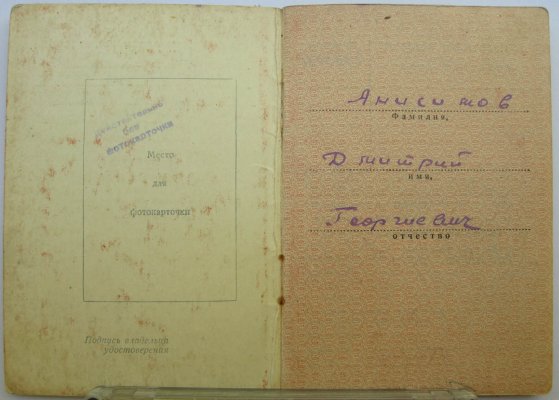 Действительно
без
фотокарточки
Место
для
фотокарточки
Подпись владельца
удостоверения
Анисимов
Фамилия,
Дмитрий
имя,
Георгиевич
отчество